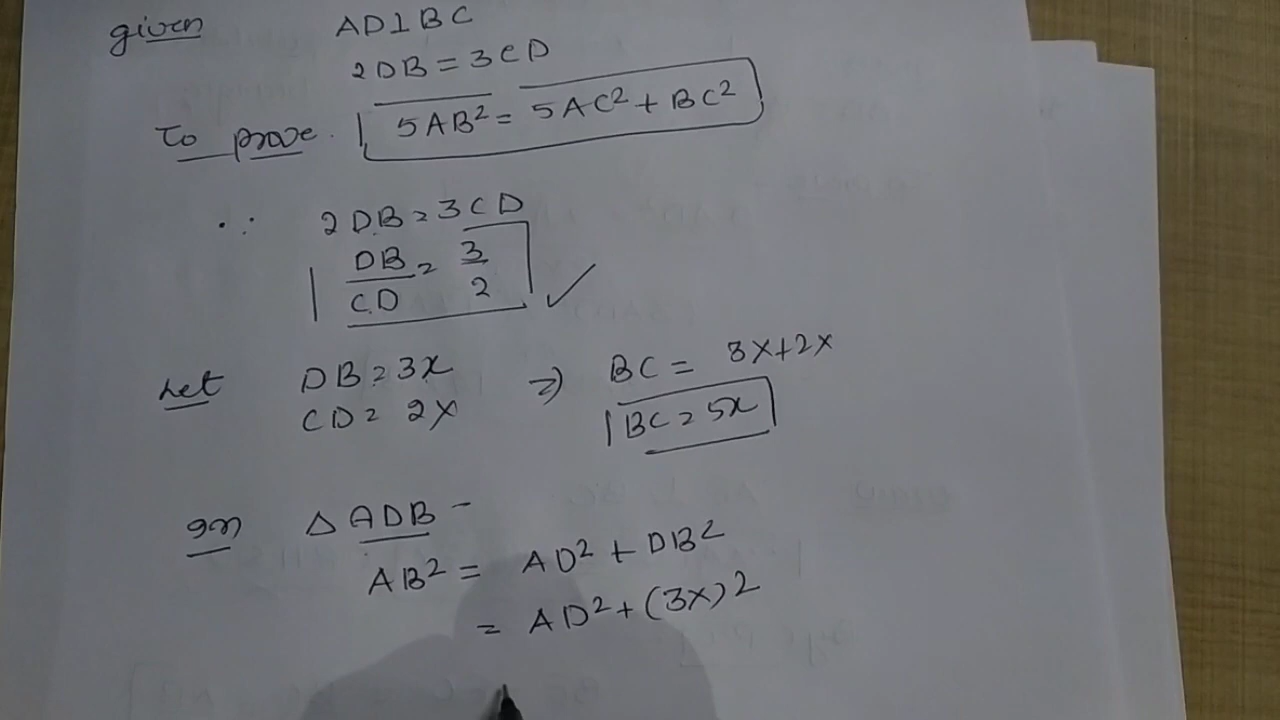 given AD⊥BC
2DB = 3CD
To prove. 5AB² = 5AC² + BC²
∵ 2DB = 3CD
DB/CD = 3/2 ✓
Let DB = 3x ⇒ BC = 3x+2x
CD = 2x BC = 5x
In △ADB -
AB² = AD² + DB²
= AD² + (3x)2